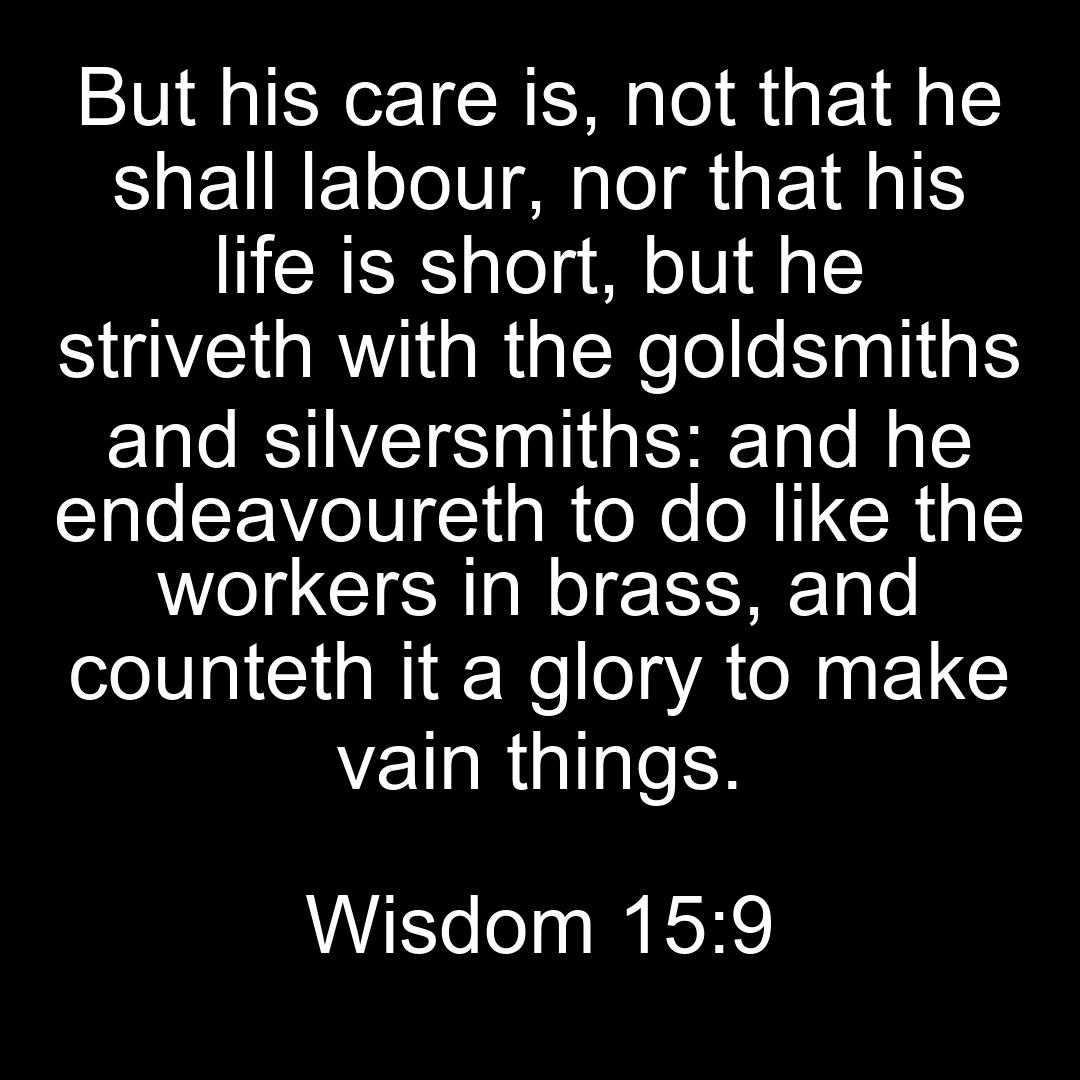 But his care is, not that he
shall labour, nor that his
life is short, but he
striveth with the goldsmiths
and silversmiths: and he
endeavoureth to do like the
workers in brass, and
counteth it a glory to make
vain things.
Wisdom 15:9